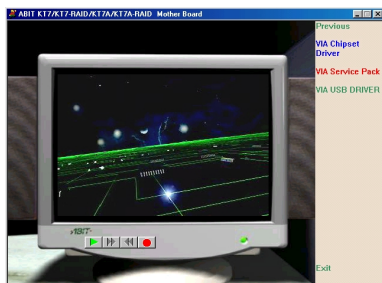 ABIT KT7/KT7-RAID/KT7A/KT7A-RAID Mother Board
Previous
VIA Chipset
Driver
VIA Service Pack
VIA USB DRIVER
ABIT
Exit